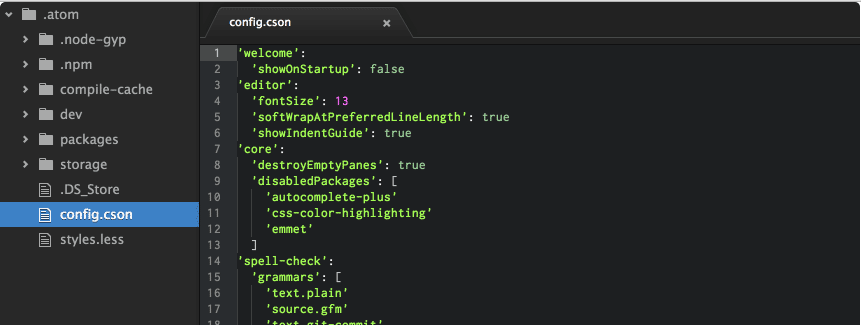 .atom
.node-gyp
.npm
compile-cache
dev
packages
storage
.DS_Store
config.cson
styles.less
config.cson ×
1 'welcome':
2   'showOnStartup': false
3 'editor':
4   'fontSize': 13
5   'softWrapAtPreferredLineLength': true
6   'showIndentGuide': true
7 'core':
8   'destroyEmptyPanes': true
9   'disabledPackages': [
10     'autocomplete-plus'
11     'css-color-highlighting'
12     'emmet'
13   ]
14 'spell-check':
15   'grammars': [
16     'text.plain'
17     'source.gfm'
18     'text.git-commit'